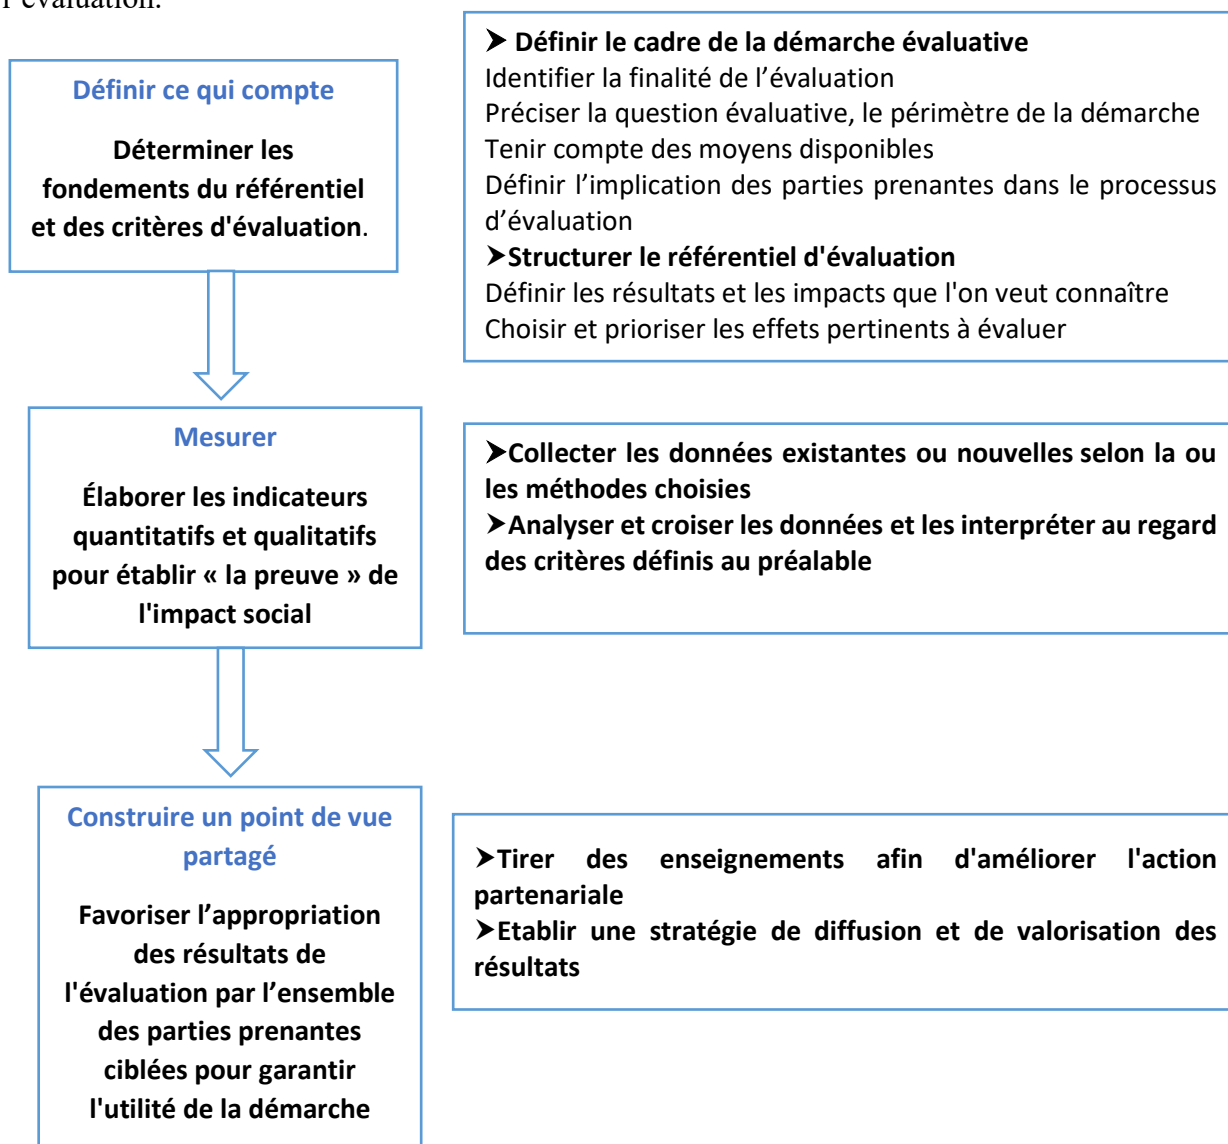 l'évaluation.
Définir ce qui compte
Déterminer les
fondements du référentiel
et des critères d'évaluation.
➤ Définir le cadre de la démarche évaluative
Identifier la finalité de l’évaluation
Préciser la question évaluative, le périmètre de la démarche
Tenir compte des moyens disponibles
Définir l’implication des parties prenantes dans le processus
d’évaluation
➤Structurer le référentiel d'évaluation
Définir les résultats et les impacts que l'on veut connaître
Choisir et prioriser les effets pertinents à évaluer
Mesurer
Élaborer les indicateurs
quantitatifs et qualitatifs
pour établir « la preuve » de
l'impact social
➤Collecter les données existantes ou nouvelles selon la ou
les méthodes choisies
➤Analyser et croiser les données et les interpréter au regard
des critères définis au préalable
Construire un point de vue
partagé
Favoriser l’appropriation
des résultats de
l'évaluation par l’ensemble
des parties prenantes
ciblées pour garantir
l'utilité de la démarche
➤Tirer des enseignements afin d'améliorer l'action
partenariale
➤Etablir une stratégie de diffusion et de valorisation des
résultats